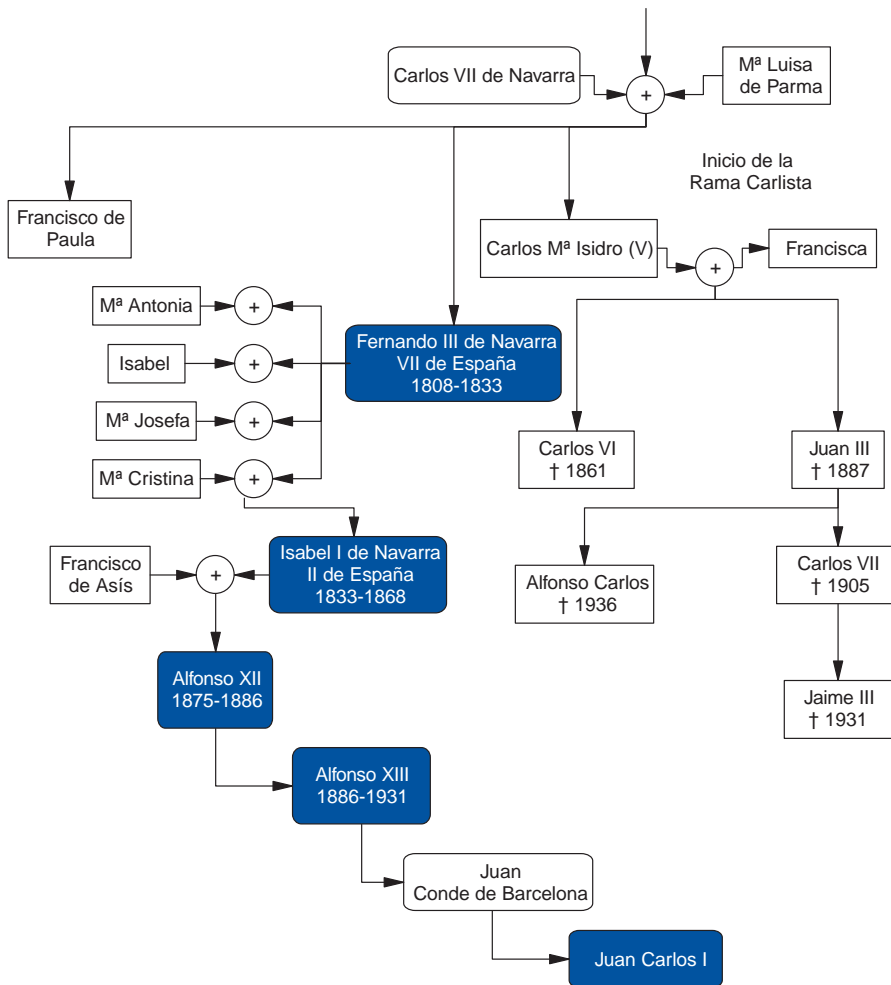 Carlos VII de Navarra
+
Mª Luisa
de Parma
Inicio de la
Rama Carlista
Francisco de
Paula
Carlos Mª Isidro (V)
+
Francisca
Mª Antonia
+
Fernando III de Navarra
VII de España
1808-1833
Isabel
+
Mª Josefa
+
Mª Cristina
+
Carlos VI
† 1861
Juan III
† 1887
Francisco
de Asís
+
Isabel I de Navarra
II de España
1833-1868
Alfonso Carlos
† 1936
Carlos VII
† 1905
Alfonso XII
1875-1886
Jaime III
† 1931
Alfonso XIII
1886-1931
Juan
Conde de Barcelona
Juan Carlos I